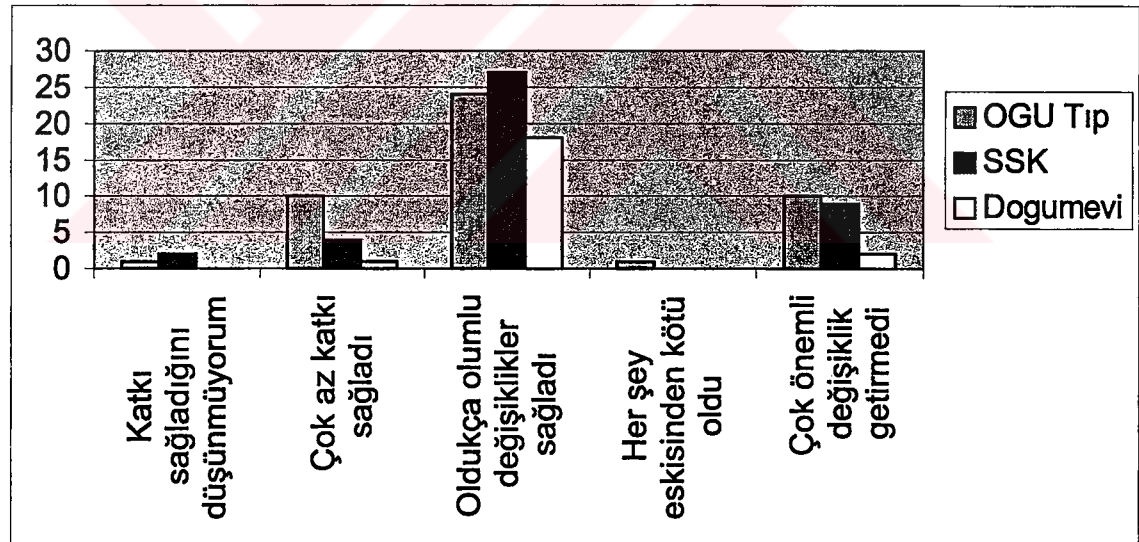 30
25
20
15
10
5
0
Katkı
sağladığını
düşünmüyorum
Çok az katkı
sağladı
Oldukça olumlu
değişiklikler
sağladı
Her şey
eskisinden kötü
oldu
Çok önemli
değişiklik
getirmedi
OGU Tıp
SSK
Dogumevi